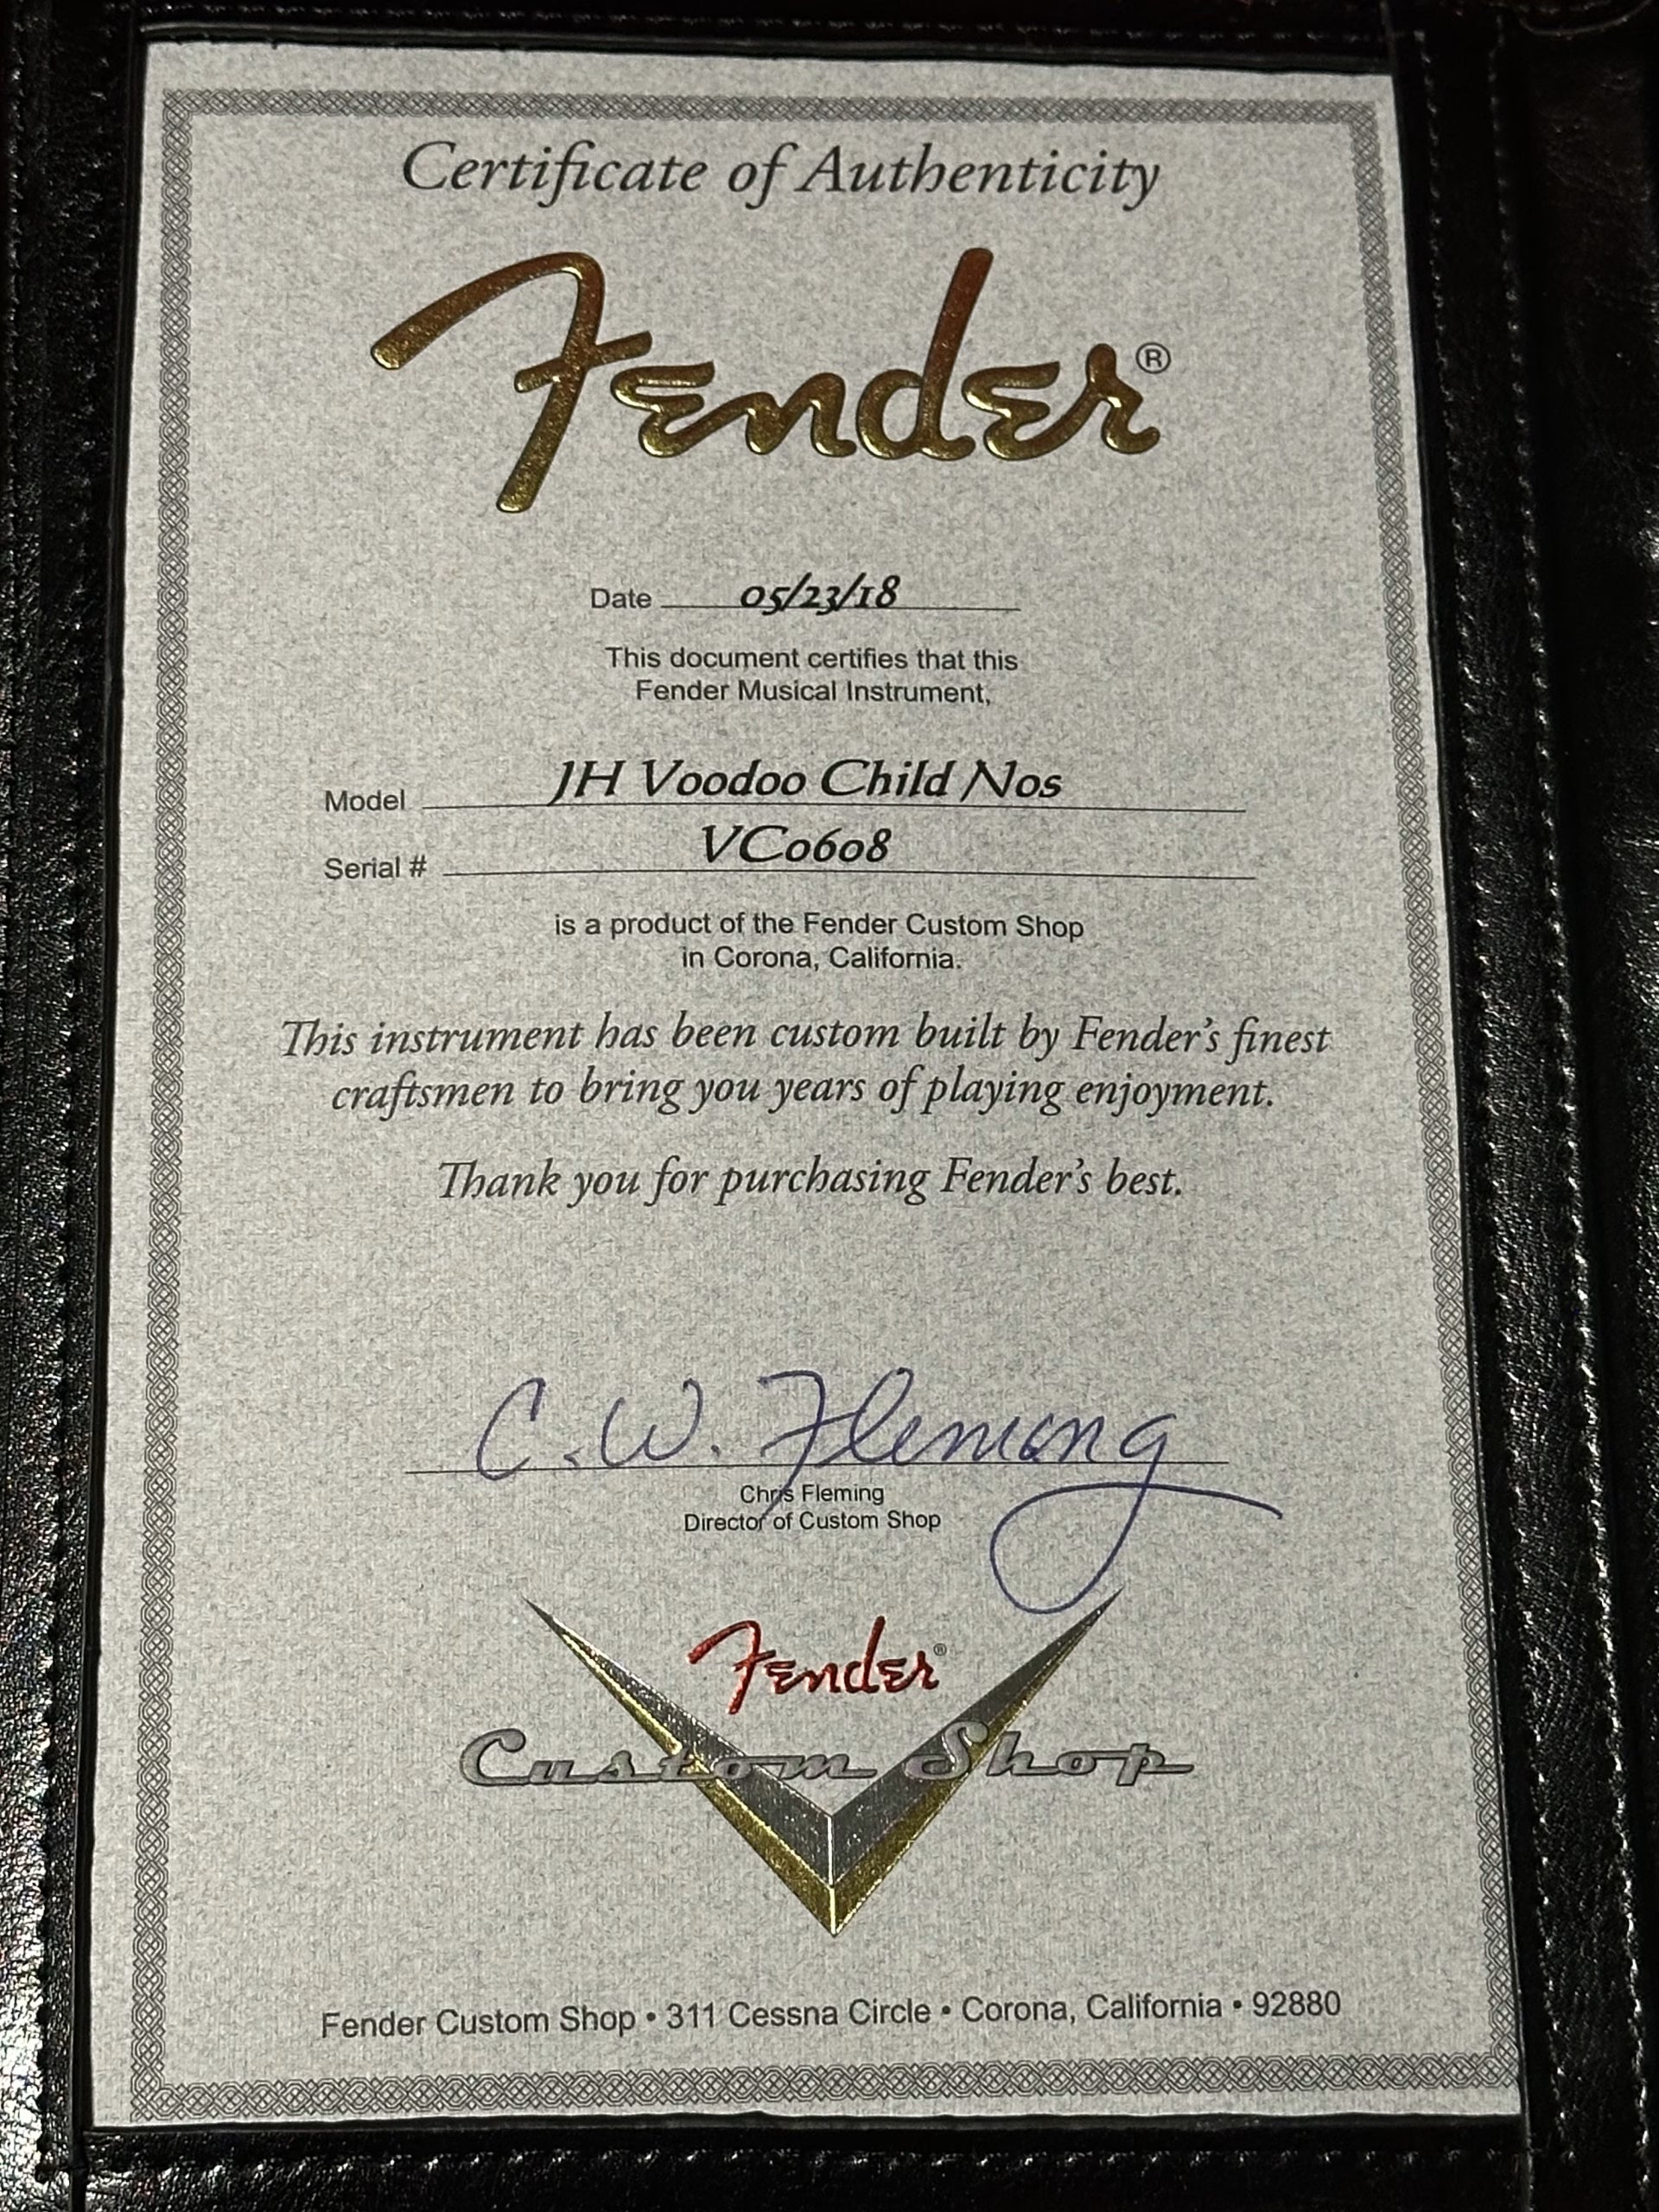 Certificate of Authenticity
Fender®
Date 05/23/18
This document certifies that this
Fender Musical Instrument,
Model JH Voodoo Child Nos
Serial # VC0608
is a product of the Fender Custom Shop
in Corona, California.
This instrument has been custom built by Fender's finest
craftsmen to bring you years of playing enjoyment.
Thank you for purchasing Fender's best.
C. W. Fleming
Chris Fleming
Director of Custom Shop
Fender®
Custom Shop
Fender Custom Shop • 311 Cessna Circle • Corona, California • 92880